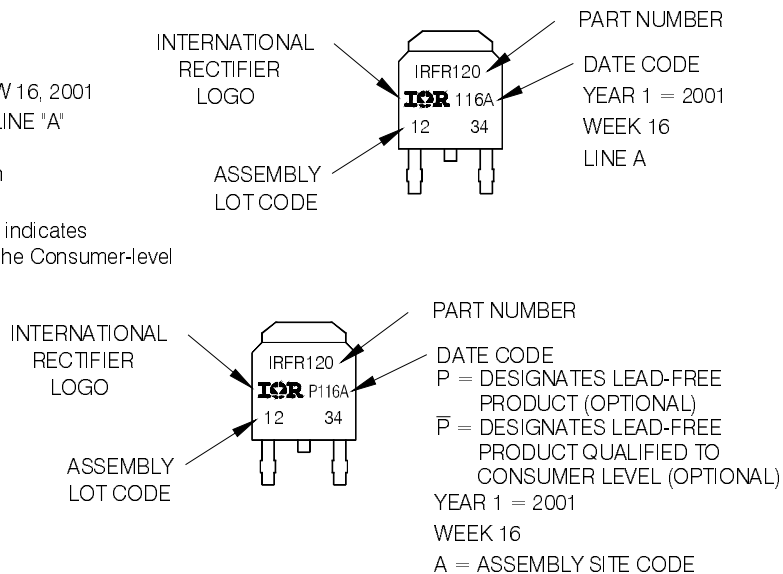 INTERNATIONAL
RECTIFIER
LOGO
PART NUMBER
IRFR120
IOR 116A
12 34
DATE CODE
YEAR 1 = 2001
WEEK 16
LINE A
ASSEMBLY
LOT CODE
W 16, 2001
LINE "A"
indicates
the Consumer-level
INTERNATIONAL
RECTIFIER
LOGO
PART NUMBER
IRFR120
IOR P116A
12 34
ASSEMBLY
LOT CODE
DATE CODE
P = DESIGNATES LEAD-FREE
PRODUCT (OPTIONAL)
P̅ = DESIGNATES LEAD-FREE
PRODUCT QUALIFIED TO
CONSUMER LEVEL (OPTIONAL)
YEAR 1 = 2001
WEEK 16
A = ASSEMBLY SITE CODE